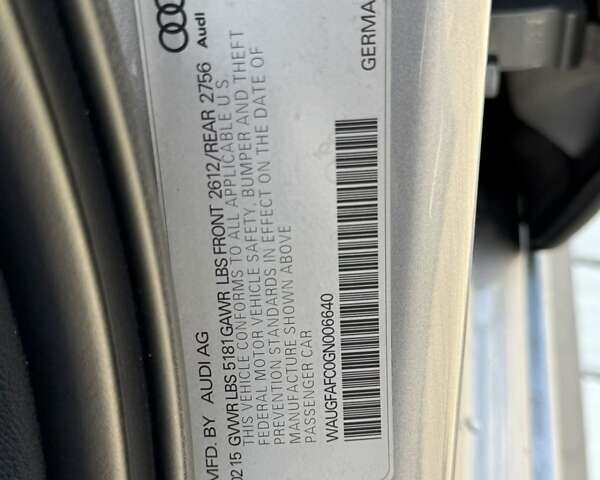 MFD. BY AUDI AG
Audi
02 15 GVWR LBS 5181 GAWR LBS FRONT 2612/REAR 2756
THIS VEHICLE CONFORMS TO ALL APPLICABLE U S
FEDERAL MOTOR VEHICLE SAFETY, BUMPER AND THEFT
PREVENTION STANDARDS IN EFFECT ON THE DATE OF
MANUFACTURE SHOWN ABOVE
PASSENGER CAR
WAUGFAFC0GN006640
GERMA